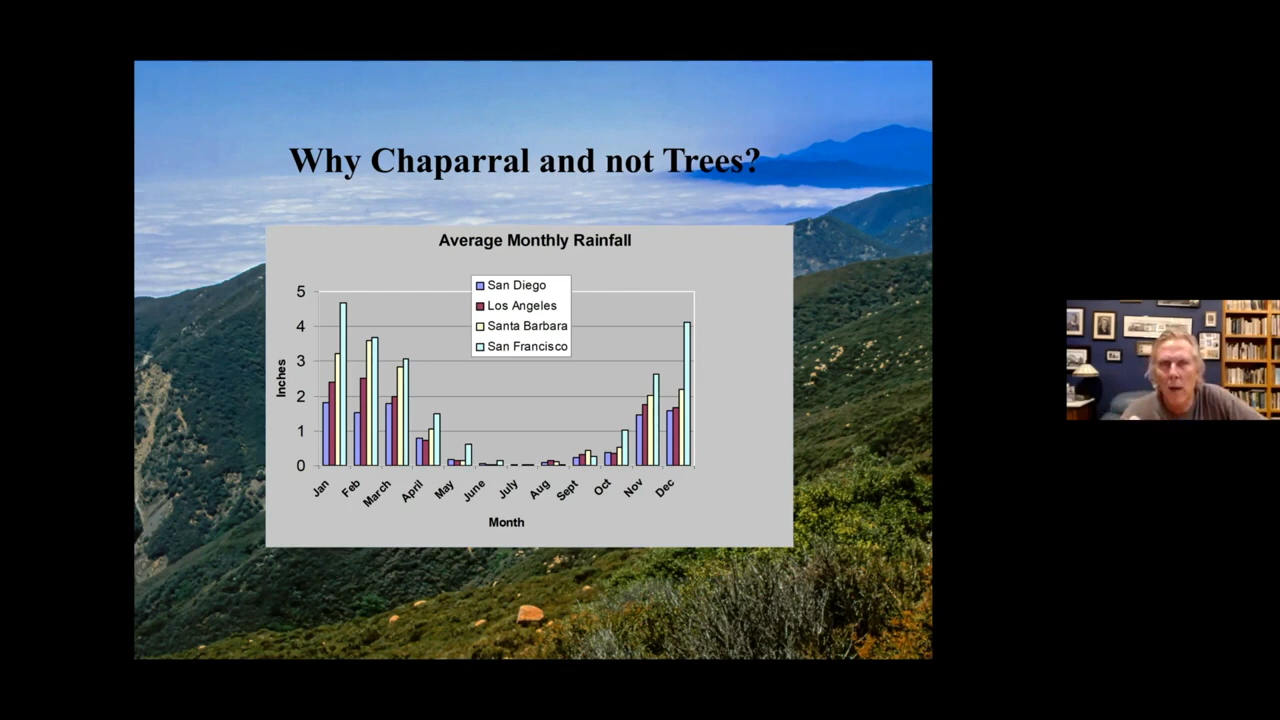 Why Chaparral and not Trees?
Average Monthly Rainfall
San Diego
Los Angeles
Santa Barbara
San Francisco
5
4
3
2
1
0
Inches
Jan Feb March April May June July Aug Sept Oct Nov Dec
Month